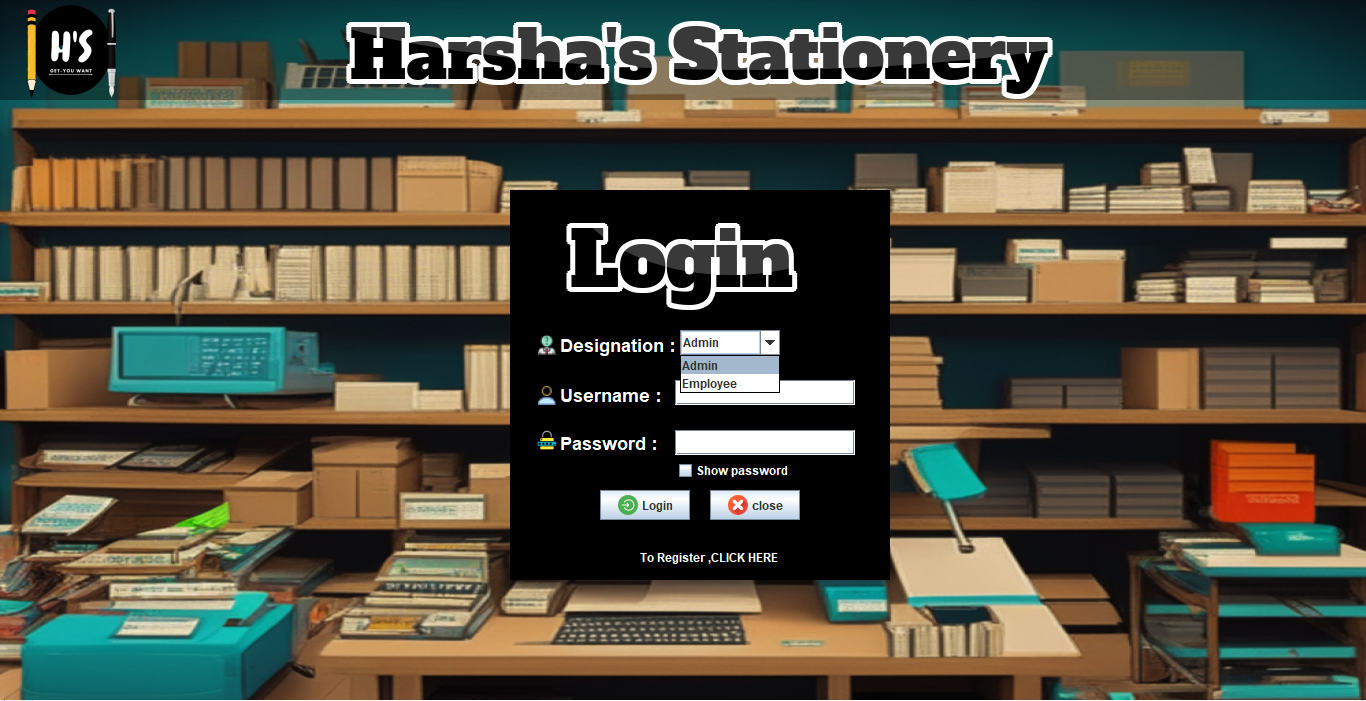 H'S
GET-YOU WANT
Harsha's Stationery
Login
Designation :
Admin
Admin
Employee
Username :
Password :
Show password
Login
close
To Register ,CLICK HERE